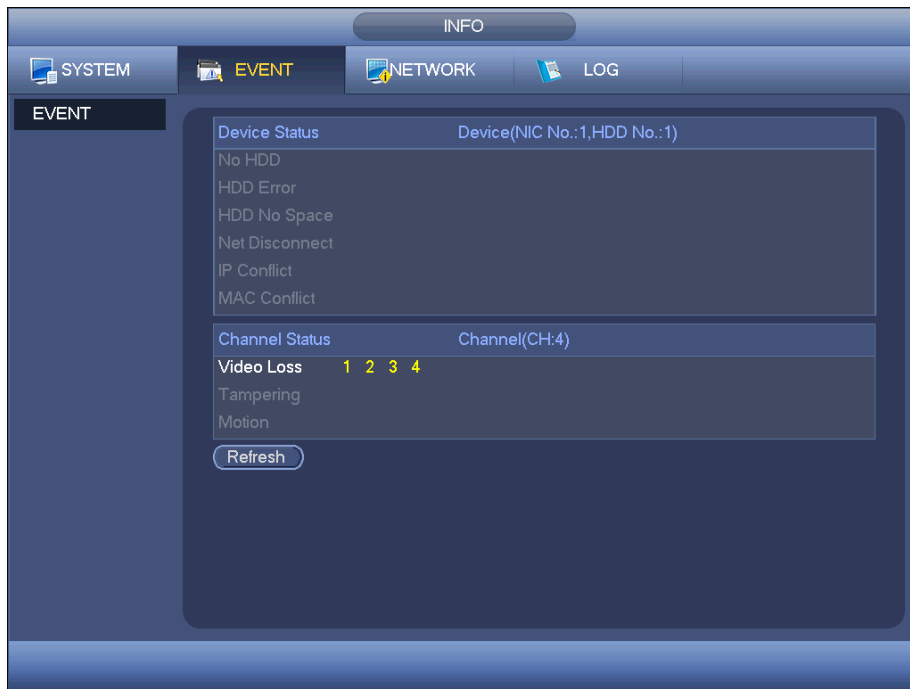 INFO
SYSTEM EVENT NETWORK LOG
EVENT
Device Status Device(NIC No.:1,HDD No.:1)
No HDD
HDD Error
HDD No Space
Net Disconnect
IP Conflict
MAC Conflict
Channel Status Channel(CH:4)
Video Loss 1 2 3 4
Tampering
Motion
Refresh